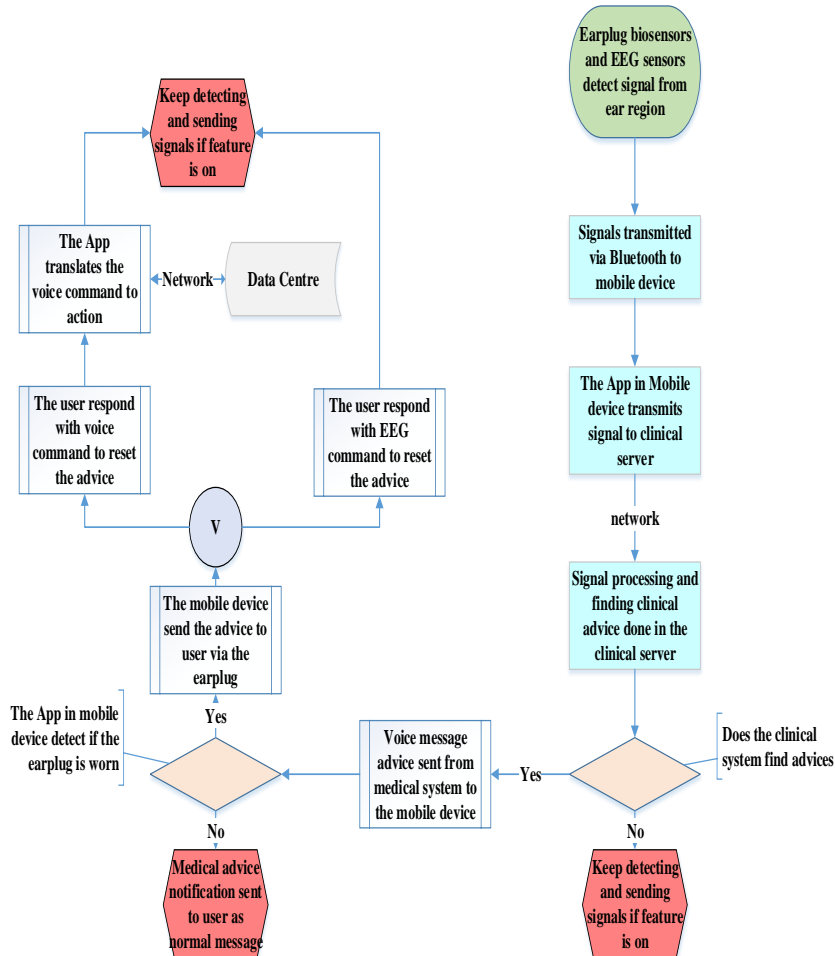 Earplug biosensors
and EEG sensors
detect signal from
ear region
Signals transmitted
via Bluetooth to
mobile device
The App in Mobile
device transmits
signal to clinical
server
network
Signal processing and
finding clinical
advice done in the
clinical server
Does the clinical
system find advices
No
Keep detecting
and sending
signals if feature
is on
Yes
Voice message
advice sent from
medical system to
the mobile device
The App in mobile
device detect if the
earplug is worn
No
Medical advice
notification sent
to user as
normal message
Yes
The mobile device
send the advice to
user via the
earplug
V
The user respond
with voice
command to reset
the advice
The user respond
with EEG
command to reset
the advice
The App
translates the
voice command to
action
Network
Data Centre
Keep detecting
and sending
signals if feature
is on